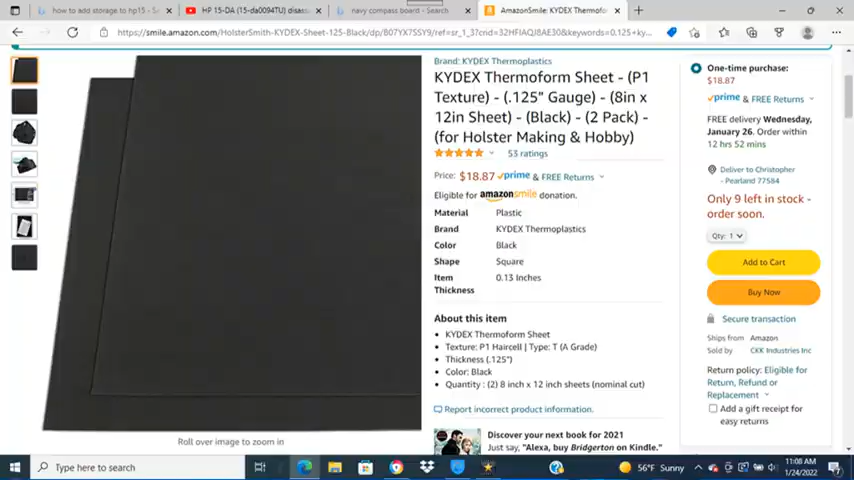 how to add storage to hp15 - S
HP 15-DA (15-da0094TU) disass
navy compass board - Search
AmazonSmile: KYDEX Thermofor
https://smile.amazon.com/HolsterSmith-KYDEX-Sheet-125-Black/dp/B07YX7SSY9/ref=sr_1_3?crid=32HFIAQJ8AE30&keywords=0.125+ky...
Brand: KYDEX Thermoplastics
KYDEX Thermoform Sheet - (P1
Texture) - (.125" Gauge) - (8in x
12in Sheet) - (Black) - (2 Pack) -
(for Holster Making & Hobby)
53 ratings
Price: $18.87 prime & FREE Returns
Eligible for amazonsmile donation.
Material Plastic
Brand KYDEX Thermoplastics
Color Black
Shape Square
Item 0.13 Inches
Thickness
About this item
• KYDEX Thermoform Sheet
• Texture: P1 Haircell | Type: T (A Grade)
• Thickness (.125")
• Color: Black
• Quantity : (2) 8 inch x 12 inch sheets (nominal cut)
Report incorrect product information.
Discover your next book for 2021
Just say, "Alexa, buy Bridgerton on Kindle."
Roll over image to zoom in
One-time purchase:
$18.87
prime & FREE Returns
FREE delivery Wednesday,
January 26. Order within
12 hrs 52 mins
Deliver to Christopher
- Pearland 77584
Only 9 left in stock -
order soon.
Qty: 1
Add to Cart
Buy Now
Secure transaction
Ships from Amazon
Sold by CKK Industries Inc
Return policy: Eligible for
Return, Refund or
Replacement
Add a gift receipt for
easy returns
Type here to search
56°F Sunny
11:08 AM
1/24/2022